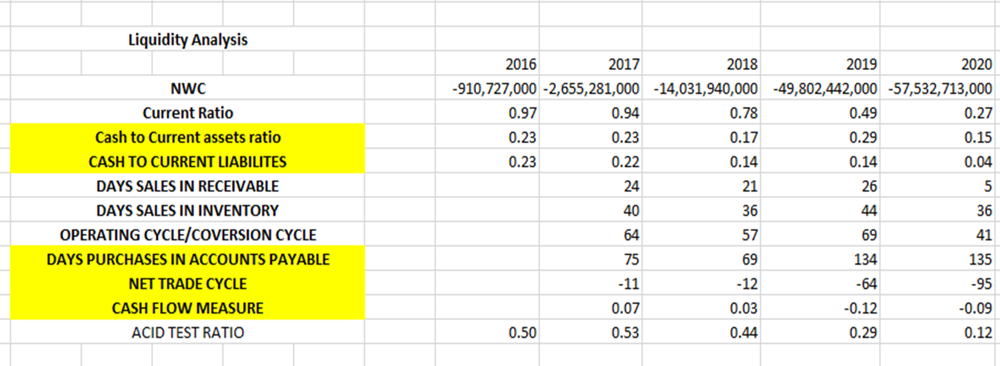 Liquidity Analysis
2016 2017 2018 2019 2020
NWC -910,727,000 -2,655,281,000 -14,031,940,000 -49,802,442,000 -57,532,713,000
Current Ratio 0.97 0.94 0.78 0.49 0.27
Cash to Current assets ratio 0.23 0.23 0.17 0.29 0.15
CASH TO CURRENT LIABILITES 0.23 0.22 0.14 0.14 0.04
DAYS SALES IN RECEIVABLE 24 21 26 5
DAYS SALES IN INVENTORY 40 36 44 36
OPERATING CYCLE/COVERSION CYCLE 64 57 69 41
DAYS PURCHASES IN ACCOUNTS PAYABLE 75 69 134 135
NET TRADE CYCLE -11 -12 -64 -95
CASH FLOW MEASURE 0.07 0.03 -0.12 -0.09
ACID TEST RATIO 0.50 0.53 0.44 0.29 0.12